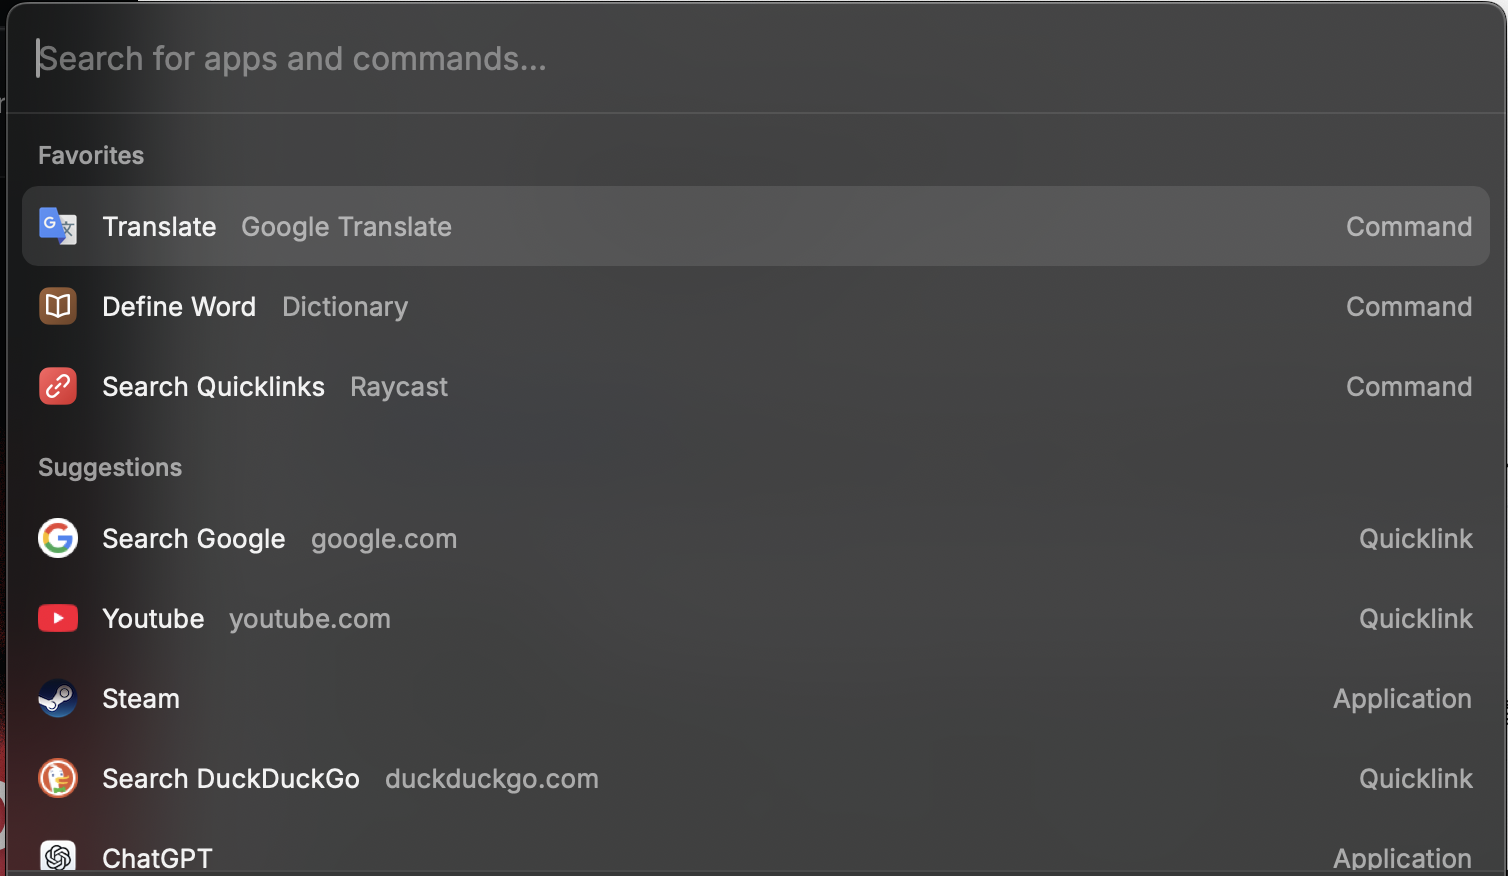 Search for apps and commands...
Favorites
Translate Google Translate Command
Define Word Dictionary Command
Search Quicklinks Raycast Command
Suggestions
Search Google google.com Quicklink
Youtube youtube.com Quicklink
Steam Application
Search DuckDuckGo duckduckgo.com Quicklink
ChatGPT Application